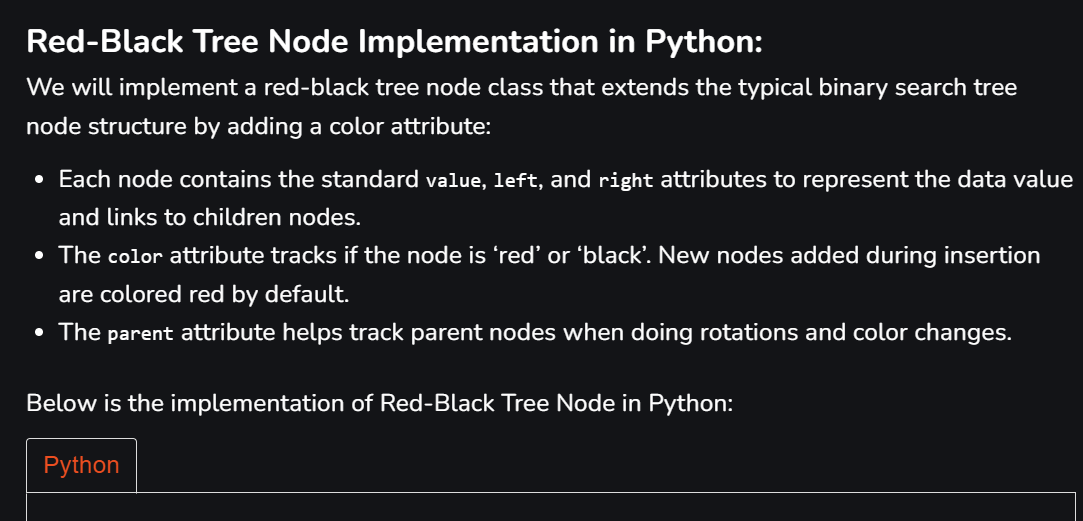 Red-Black Tree Node Implementation in Python:
We will implement a red-black tree node class that extends the typical binary search tree
node structure by adding a color attribute:
• Each node contains the standard value, left, and right attributes to represent the data value
and links to children nodes.
• The color attribute tracks if the node is ‘red’ or ‘black’. New nodes added during insertion
are colored red by default.
• The parent attribute helps track parent nodes when doing rotations and color changes.
Below is the implementation of Red-Black Tree Node in Python:
Python